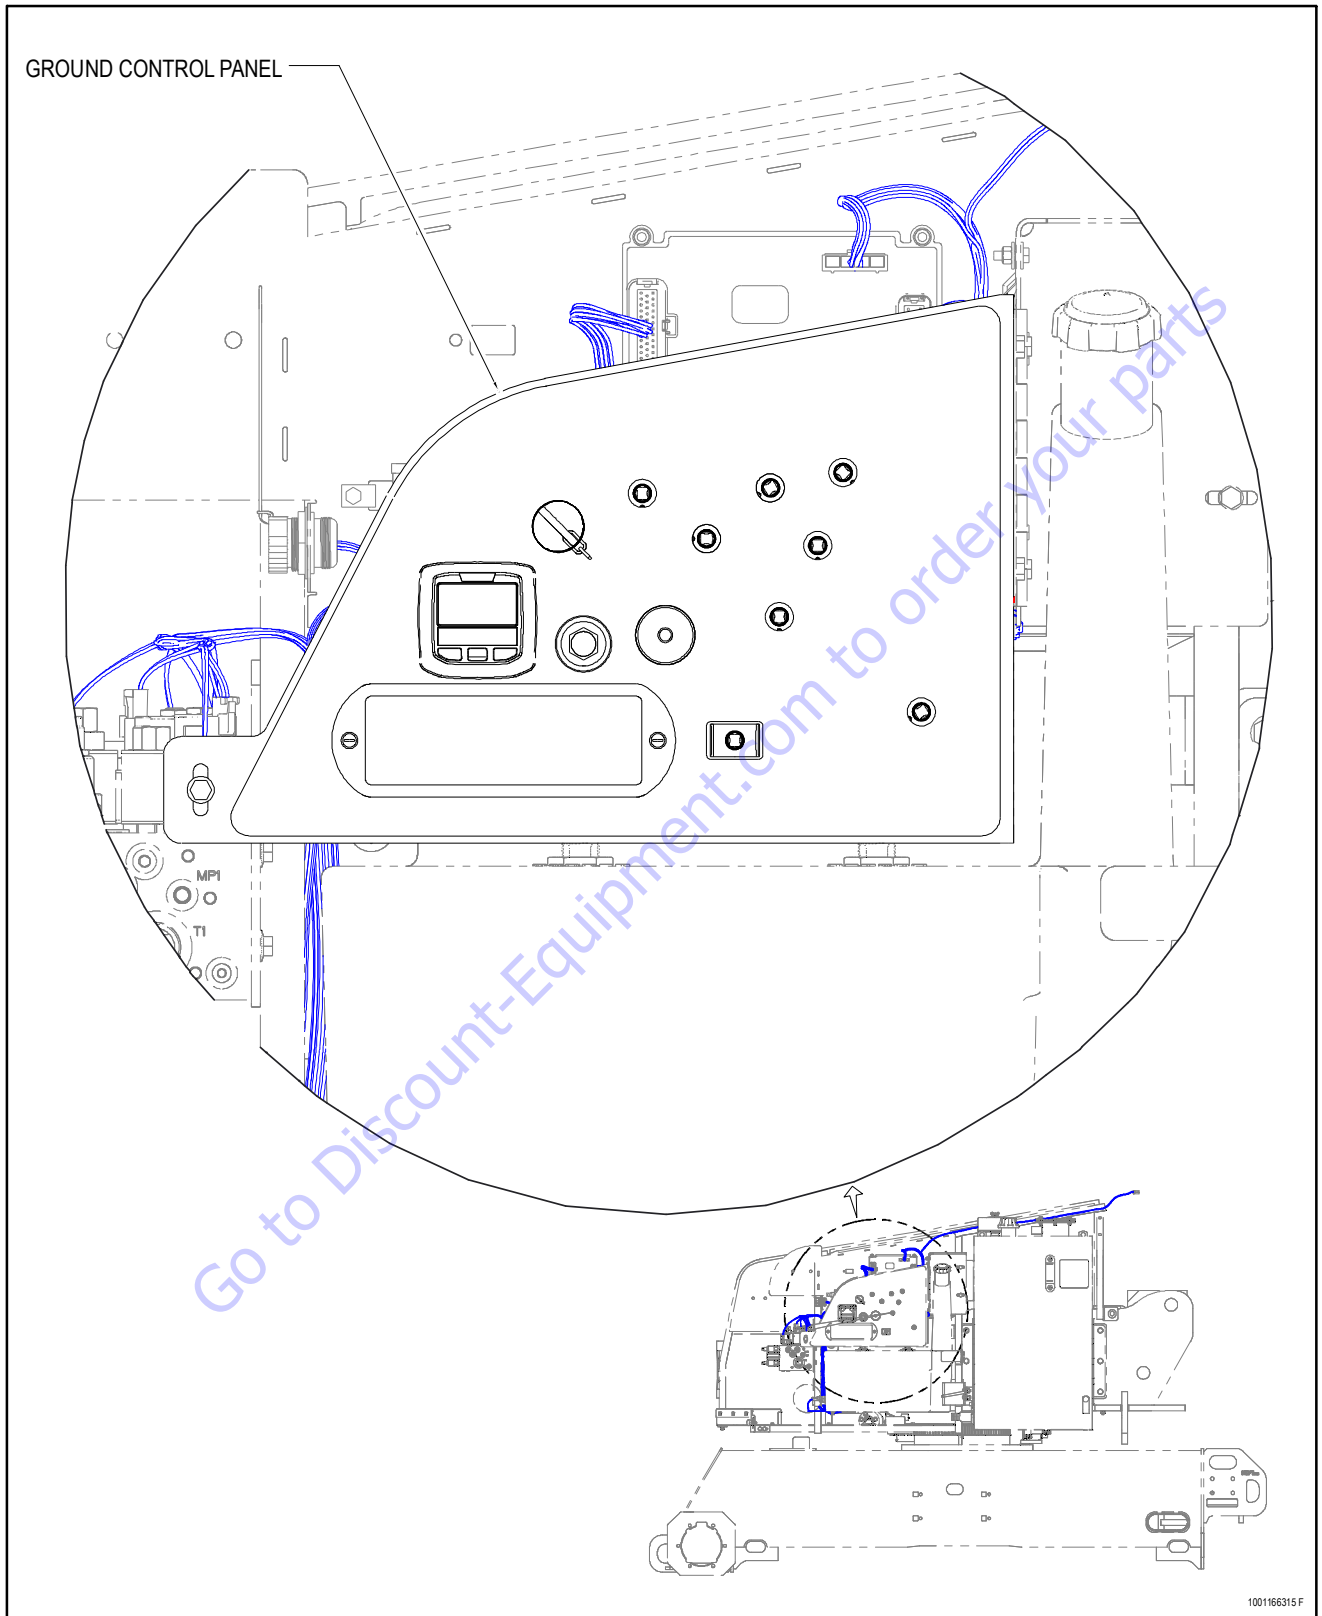 GROUND CONTROL PANEL
MP1
T1
Go to Discount-Equipment.com to order your parts
1001166315 F